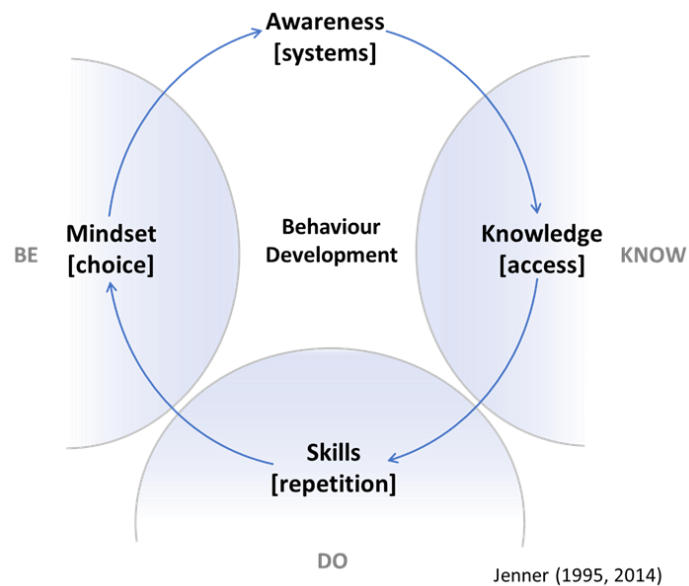 Awareness
[systems]
Behaviour
Development
BE
Mindset
[choice]
Knowledge
[access]
KNOW
Skills
[repetition]
DO
Jenner (1995, 2014)